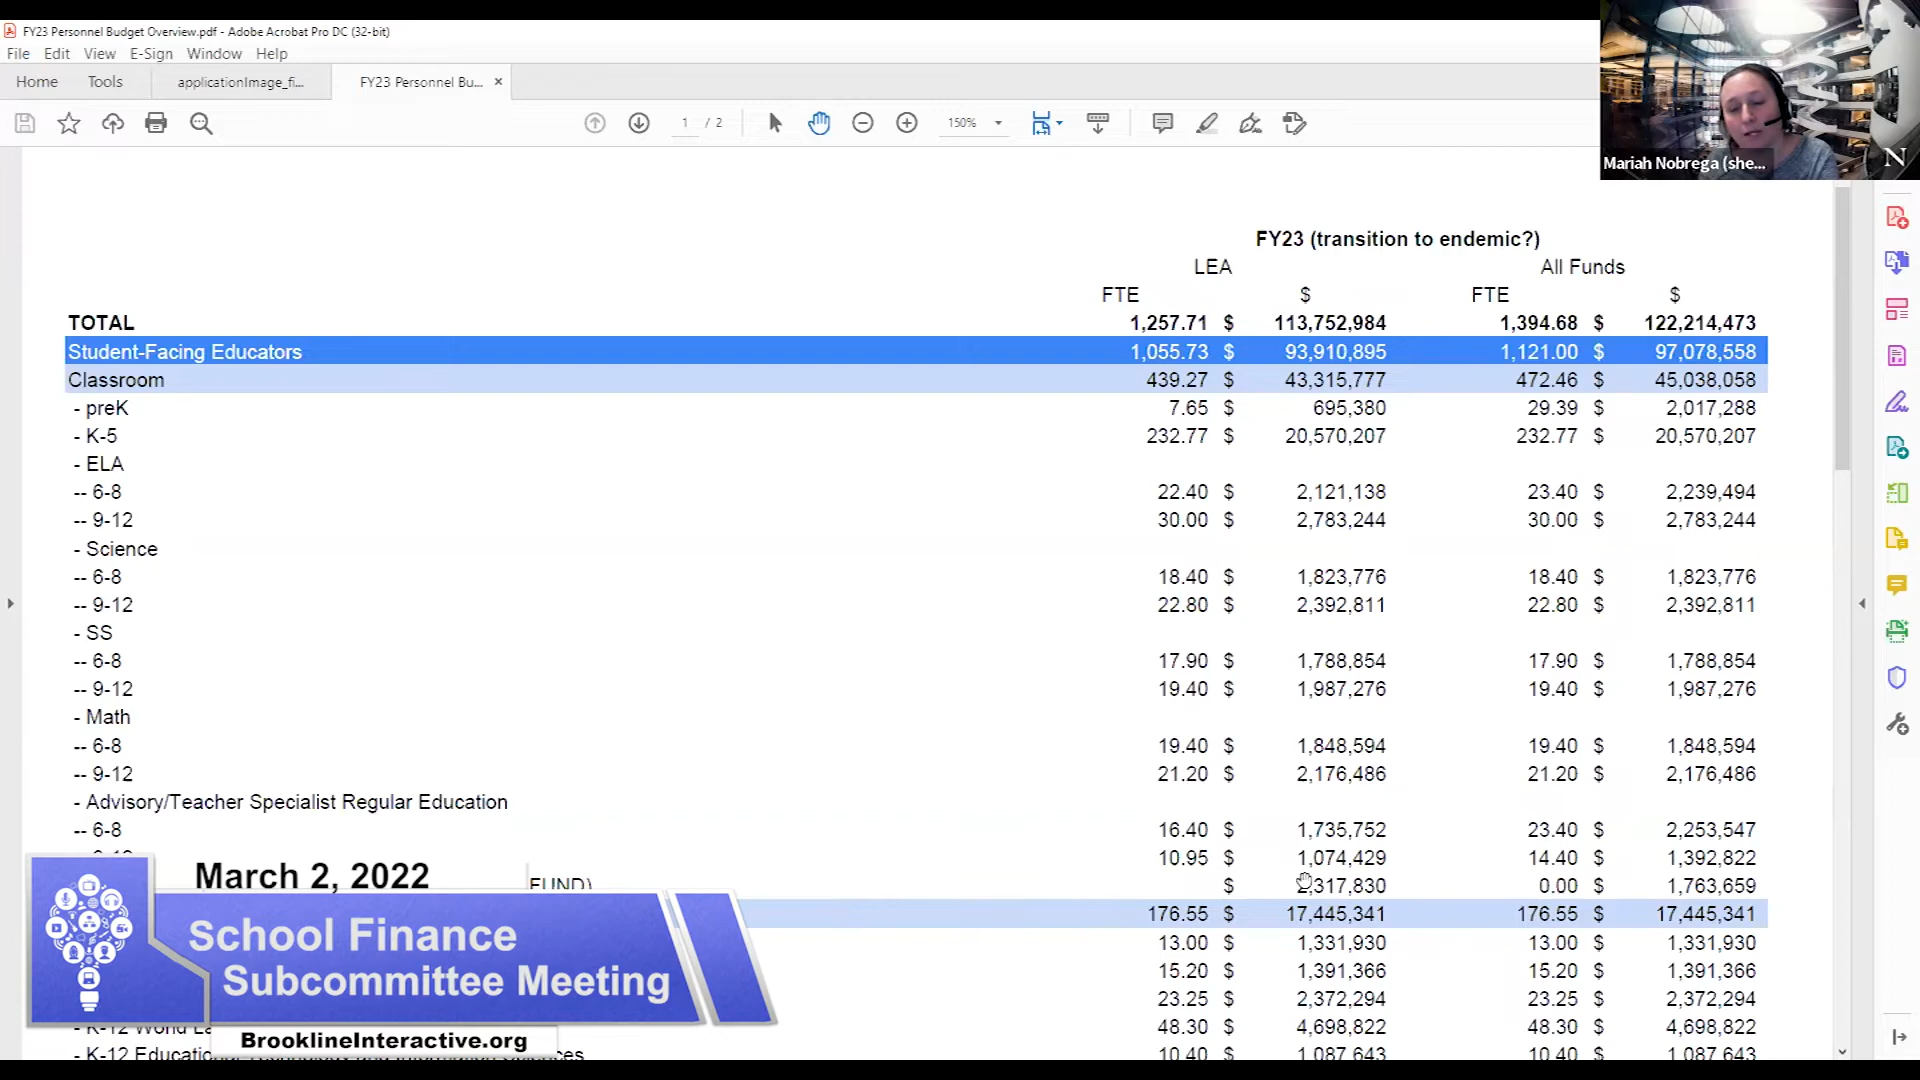 FY23 Personnel Budget Overview.pdf - Adobe Acrobat Pro DC (32-bit)
File Edit View E-Sign Window Help
Home Tools applicationImage_fi... FY23 Personnel Bu... ×
1 / 2 150%
Mariah Nobrega (she...
N
FY23 (transition to endemic?)
LEA All Funds
FTE $ FTE $
TOTAL 1,257.71 $ 113,752,984 1,394.68 $ 122,214,473
Student-Facing Educators 1,055.73 $ 93,910,895 1,121.00 $ 97,078,558
Classroom 439.27 $ 43,315,777 472.46 $ 45,038,058
- preK 7.65 $ 695,380 29.39 $ 2,017,288
- K-5 232.77 $ 20,570,207 232.77 $ 20,570,207
- ELA
-- 6-8 22.40 $ 2,121,138 23.40 $ 2,239,494
-- 9-12 30.00 $ 2,783,244 30.00 $ 2,783,244
- Science
-- 6-8 18.40 $ 1,823,776 18.40 $ 1,823,776
-- 9-12 22.80 $ 2,392,811 22.80 $ 2,392,811
- SS
-- 6-8 17.90 $ 1,788,854 17.90 $ 1,788,854
-- 9-12 19.40 $ 1,987,276 19.40 $ 1,987,276
- Math
-- 6-8 19.40 $ 1,848,594 19.40 $ 1,848,594
-- 9-12 21.20 $ 2,176,486 21.20 $ 2,176,486
- Advisory/Teacher Specialist Regular Education
-- 6-8 16.40 $ 1,735,752 23.40 $ 2,253,547
10.95 $ 1,074,429 14.40 $ 1,392,822
FUND) $ 317,830 0.00 $ 1,763,659
176.55 $ 17,445,341 176.55 $ 17,445,341
13.00 $ 1,331,930 13.00 $ 1,331,930
15.20 $ 1,391,366 15.20 $ 1,391,366
23.25 $ 2,372,294 23.25 $ 2,372,294
- K-12 World La 48.30 $ 4,698,822 48.30 $ 4,698,822
- K-12 Educational 10.40 $ 1,087,643 10.40 $ 1,087,643
March 2, 2022
School Finance
Subcommittee Meeting
BrooklineInteractive.org